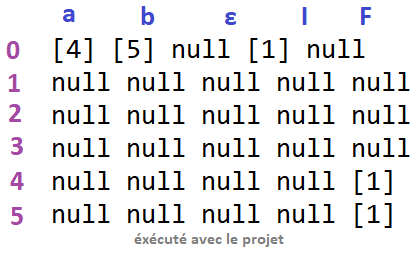 a b ε I F
0 [4] [5] null [1] null
1 null null null null null
2 null null null null null
3 null null null null null
4 null null null null [1]
5 null null null null [1]
éxécuté avec le projet